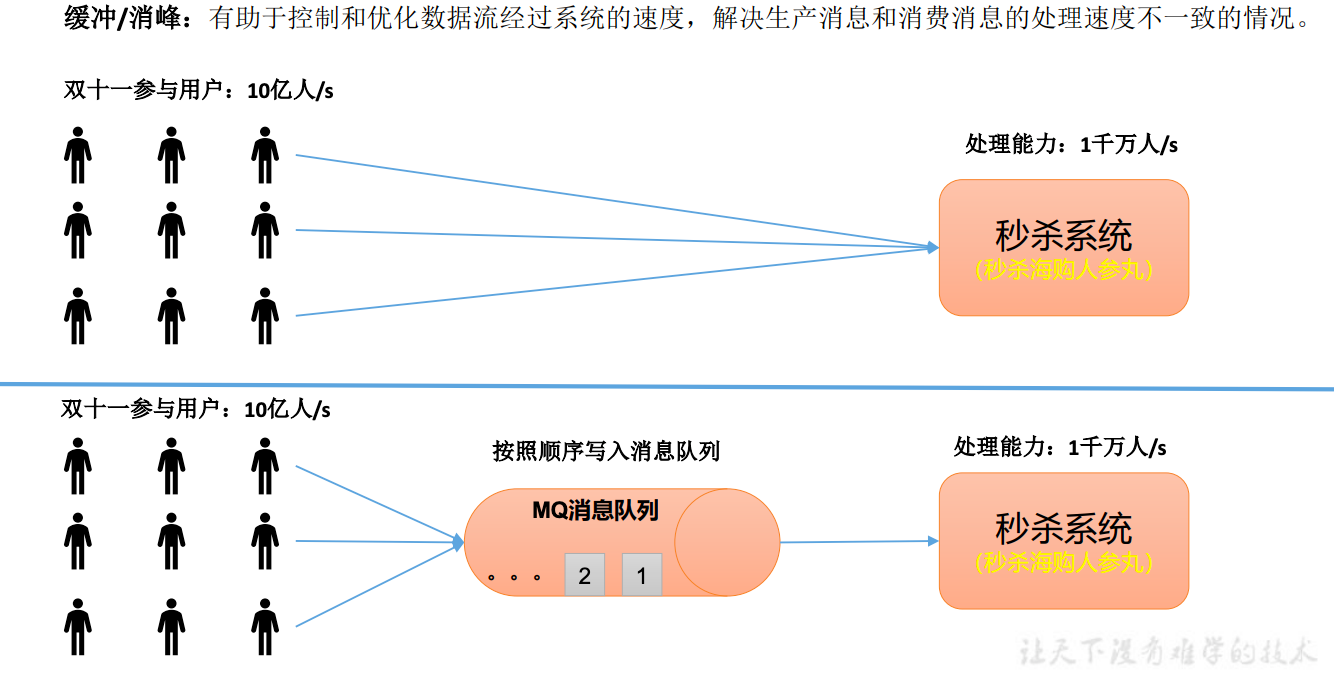 缓冲/消峰：有助于控制和优化数据流经过系统的速度，解决生产消息和消费消息的处理速度不一致的情况。
双十一参与用户：10亿人/s
处理能力：1千万人/s
秒杀系统
（秒杀海购人参丸）
双十一参与用户：10亿人/s
按照顺序写入消息队列
处理能力：1千万人/s
MQ消息队列
。。。 2 1
秒杀系统
（秒杀海购人参丸）
让天下没有难学的技术